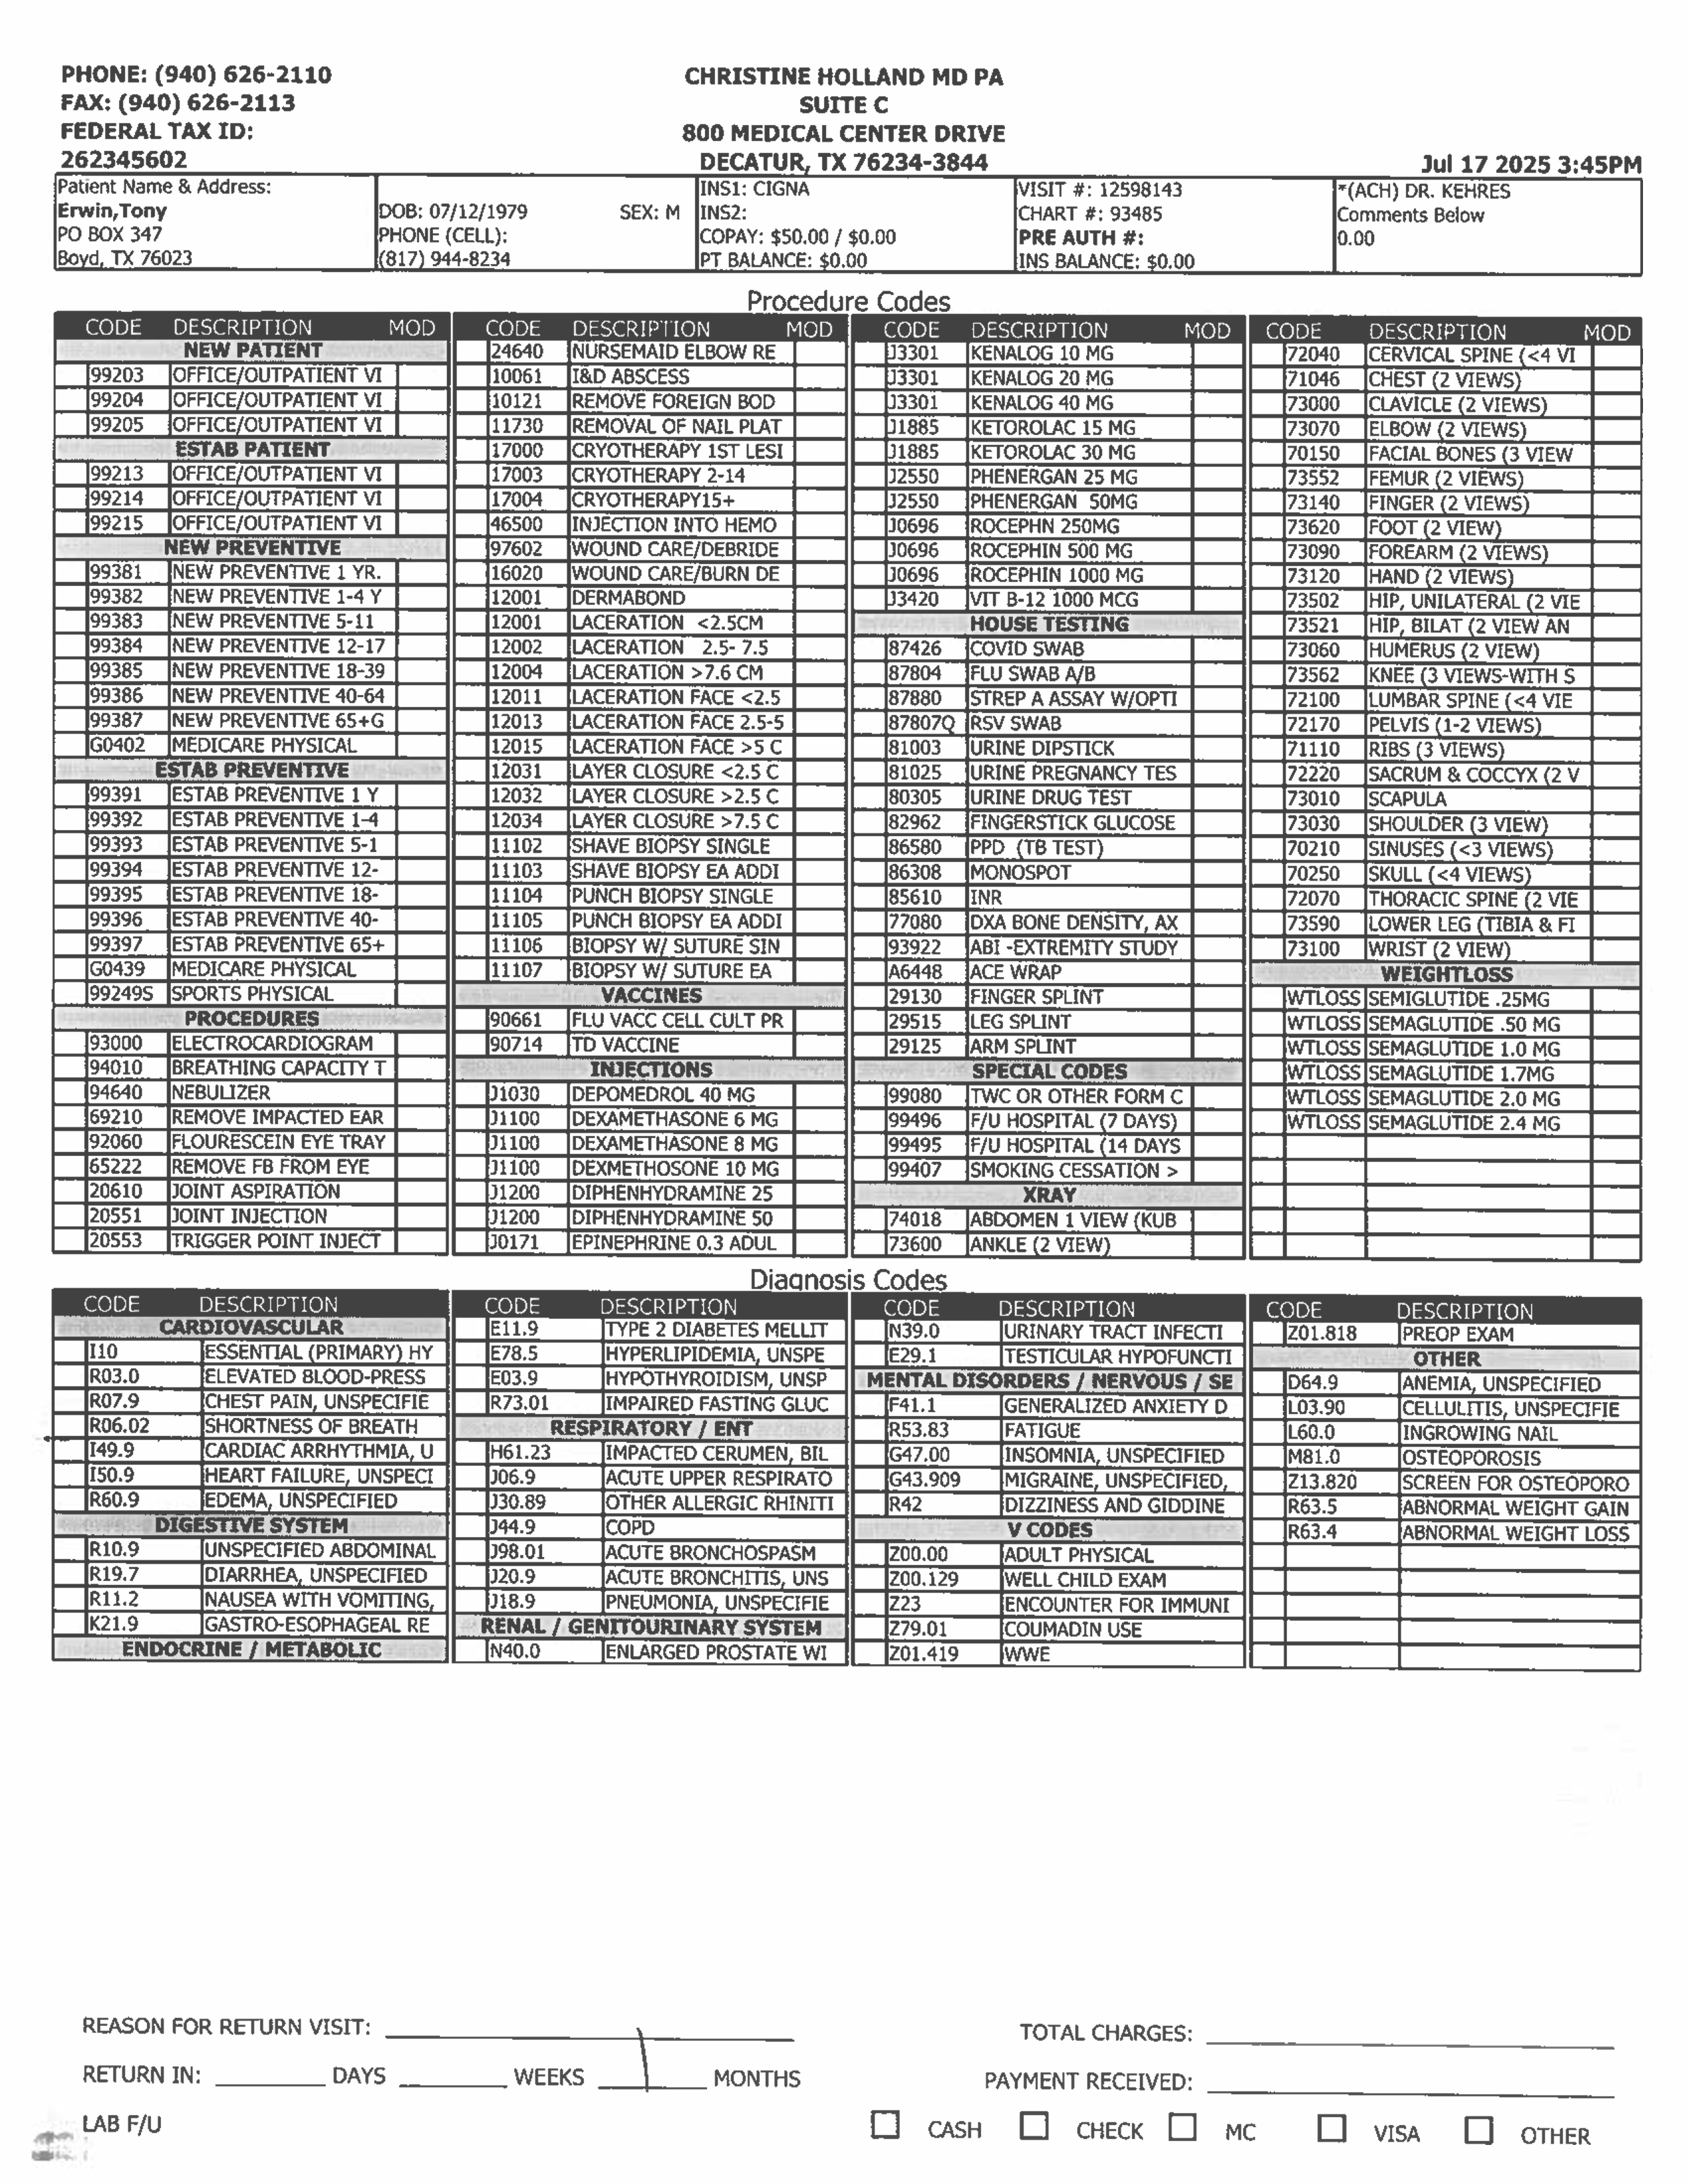 PHONE: (940) 626-2110
FAX: (940) 626-2113
FEDERAL TAX ID:
262345602
CHRISTINE HOLLAND MD PA
SUITE C
800 MEDICAL CENTER DRIVE
DECATUR, TX 76234-3844
Jul 17 2025 3:45PM
Patient Name & Address:
Erwin,Tony
PO BOX 347
Boyd, TX 76023
DOB: 07/12/1979 SEX: M
PHONE (CELL):
(817) 944-8234
INS1: CIGNA
INS2:
COPAY: $50.00 / $0.00
PT BALANCE: $0.00
VISIT #: 12598143
CHART #: 93485
PRE AUTH #:
INS BALANCE: $0.00
*(ACH) DR. KEHRES
Comments Below
0.00
Procedure Codes
CODE DESCRIPTION MOD
NEW PATIENT
99203 OFFICE/OUTPATIENT VI
99204 OFFICE/OUTPATIENT VI
99205 OFFICE/OUTPATIENT VI
ESTAB PATIENT
99213 OFFICE/OUTPATIENT VI
99214 OFFICE/OUTPATIENT VI
99215 OFFICE/OUTPATIENT VI
NEW PREVENTIVE
99381 NEW PREVENTIVE 1 YR.
99382 NEW PREVENTIVE 1-4 Y
99383 NEW PREVENTIVE 5-11
99384 NEW PREVENTIVE 12-17
99385 NEW PREVENTIVE 18-39
99386 NEW PREVENTIVE 40-64
99387 NEW PREVENTIVE 65+G
G0402 MEDICARE PHYSICAL
ESTAB PREVENTIVE
99391 ESTAB PREVENTIVE 1 Y
99392 ESTAB PREVENTIVE 1-4
99393 ESTAB PREVENTIVE 5-1
99394 ESTAB PREVENTIVE 12-
99395 ESTAB PREVENTIVE 18-
99396 ESTAB PREVENTIVE 40-
99397 ESTAB PREVENTIVE 65+
G0439 MEDICARE PHYSICAL
99249S SPORTS PHYSICAL
PROCEDURES
93000 ELECTROCARDIOGRAM
94010 BREATHING CAPACITY T
94640 NEBULIZER
69210 REMOVE IMPACTED EAR
92060 FLOURESCEIN EYE TRAY
65222 REMOVE FB FROM EYE
20610 JOINT ASPIRATION
20551 JOINT INJECTION
20553 TRIGGER POINT INJECT
CODE DESCRIPTION MOD
24640 NURSEMAID ELBOW RE
10061 I&D ABSCESS
10121 REMOVE FOREIGN BOD
11730 REMOVAL OF NAIL PLAT
17000 CRYOTHERAPY 1ST LESI
17003 CRYOTHERAPY 2-14
17004 CRYOTHERAPY15+
46500 INJECTION INTO HEMO
97602 WOUND CARE/DEBRIDE
16020 WOUND CARE/BURN DE
12001 DERMABOND
12001 LACERATION <2.5CM
12002 LACERATION 2.5- 7.5
12004 LACERATION >7.6 CM
12011 LACERATION FACE <2.5
12013 LACERATION FACE 2.5-5
12015 LACERATION FACE >5 C
12031 LAYER CLOSURE <2.5 C
12032 LAYER CLOSURE >2.5 C
12034 LAYER CLOSURE >7.5 C
11102 SHAVE BIOPSY SINGLE
11103 SHAVE BIOPSY EA ADDI
11104 PUNCH BIOPSY SINGLE
11105 PUNCH BIOPSY EA ADDI
11106 BIOPSY W/ SUTURE SIN
11107 BIOPSY W/ SUTURE EA
VACCINES
90661 FLU VACC CELL CULT PR
90714 TD VACCINE
INJECTIONS
J1030 DEPOMEDROL 40 MG
J1100 DEXAMETHASONE 6 MG
J1100 DEXAMETHASONE 8 MG
J1100 DEXMETHOSONE 10 MG
J1200 DIPHENHYDRAMINE 25
J1200 DIPHENHYDRAMINE 50
J0171 EPINEPHRINE 0.3 ADUL
CODE DESCRIPTION MOD
J3301 KENALOG 10 MG
J3301 KENALOG 20 MG
J3301 KENALOG 40 MG
J1885 KETOROLAC 15 MG
J1885 KETOROLAC 30 MG
J2550 PHENERGAN 25 MG
J2550 PHENERGAN 50MG
J0696 ROCEPHN 250MG
J0696 ROCEPHIN 500 MG
J0696 ROCEPHIN 1000 MG
J3420 VIT B-12 1000 MCG
HOUSE TESTING
87426 COVID SWAB
87804 FLU SWAB A/B
87880 STREP A ASSAY W/OPTI
87807Q RSV SWAB
81003 URINE DIPSTICK
81025 URINE PREGNANCY TES
80305 URINE DRUG TEST
82962 FINGERSTICK GLUCOSE
86580 PPD (TB TEST)
86308 MONOSPOT
85610 INR
77080 DXA BONE DENSITY, AX
93922 ABI -EXTREMITY STUDY
A6448 ACE WRAP
29130 FINGER SPLINT
29515 LEG SPLINT
29125 ARM SPLINT
SPECIAL CODES
99080 TWC OR OTHER FORM C
99496 F/U HOSPITAL (7 DAYS)
99495 F/U HOSPITAL (14 DAYS
99407 SMOKING CESSATION >
XRAY
74018 ABDOMEN 1 VIEW (KUB
73600 ANKLE (2 VIEW)
CODE DESCRIPTION MOD
72040 CERVICAL SPINE (<4 VI
71046 CHEST (2 VIEWS)
73000 CLAVICLE (2 VIEWS)
73070 ELBOW (2 VIEWS)
70150 FACIAL BONES (3 VIEW
73552 FEMUR (2 VIEWS)
73140 FINGER (2 VIEWS)
73620 FOOT (2 VIEW)
73090 FOREARM (2 VIEWS)
73120 HAND (2 VIEWS)
73502 HIP, UNILATERAL (2 VIE
73521 HIP, BILAT (2 VIEW AN
73060 HUMERUS (2 VIEW)
73562 KNEE (3 VIEWS-WITH S
72100 LUMBAR SPINE (<4 VIE
72170 PELVIS (1-2 VIEWS)
71110 RIBS (3 VIEWS)
72220 SACRUM & COCCYX (2 V
73010 SCAPULA
73030 SHOULDER (3 VIEW)
70210 SINUSES (<3 VIEWS)
70250 SKULL (<4 VIEWS)
72070 THORACIC SPINE (2 VIE
73590 LOWER LEG (TIBIA & FI
73100 WRIST (2 VIEW)
WEIGHTLOSS
WTLOSS SEMIGLUTIDE .25MG
WTLOSS SEMAGLUTIDE .50 MG
WTLOSS SEMAGLUTIDE 1.0 MG
WTLOSS SEMAGLUTIDE 1.7MG
WTLOSS SEMAGLUTIDE 2.0 MG
WTLOSS SEMAGLUTIDE 2.4 MG
Diagnosis Codes
CODE DESCRIPTION
CARDIOVASCULAR
I10 ESSENTIAL (PRIMARY) HY
R03.0 ELEVATED BLOOD-PRESS
R07.9 CHEST PAIN, UNSPECIFIE
R06.02 SHORTNESS OF BREATH
I49.9 CARDIAC ARRHYTHMIA, U
I50.9 HEART FAILURE, UNSPECI
R60.9 EDEMA, UNSPECIFIED
DIGESTIVE SYSTEM
R10.9 UNSPECIFIED ABDOMINAL
R19.7 DIARRHEA, UNSPECIFIED
R11.2 NAUSEA WITH VOMITING,
K21.9 GASTRO-ESOPHAGEAL RE
ENDOCRINE / METABOLIC
CODE DESCRIPTION
E11.9 TYPE 2 DIABETES MELLIT
E78.5 HYPERLIPIDEMIA, UNSPE
E03.9 HYPOTHYROIDISM, UNSP
R73.01 IMPAIRED FASTING GLUC
RESPIRATORY / ENT
H61.23 IMPACTED CERUMEN, BIL
J06.9 ACUTE UPPER RESPIRATO
J30.89 OTHER ALLERGIC RHINITI
J44.9 COPD
J98.01 ACUTE BRONCHOSPASM
J20.9 ACUTE BRONCHITIS, UNS
J18.9 PNEUMONIA, UNSPECIFIE
RENAL / GENITOURINARY SYSTEM
N40.0 ENLARGED PROSTATE WI
CODE DESCRIPTION
N39.0 URINARY TRACT INFECTI
E29.1 TESTICULAR HYPOFUNCTI
MENTAL DISORDERS / NERVOUS / SE
F41.1 GENERALIZED ANXIETY D
R53.83 FATIGUE
G47.00 INSOMNIA, UNSPECIFIED
G43.909 MIGRAINE, UNSPECIFIED,
R42 DIZZINESS AND GIDDINE
V CODES
Z00.00 ADULT PHYSICAL
Z00.129 WELL CHILD EXAM
Z23 ENCOUNTER FOR IMMUNI
Z79.01 COUMADIN USE
Z01.419 WWE
CODE DESCRIPTION
Z01.818 PREOP EXAM
OTHER
D64.9 ANEMIA, UNSPECIFIED
L03.90 CELLULITIS, UNSPECIFIE
L60.0 INGROWING NAIL
M81.0 OSTEOPOROSIS
Z13.820 SCREEN FOR OSTEOPORO
R63.5 ABNORMAL WEIGHT GAIN
R63.4 ABNORMAL WEIGHT LOSS
REASON FOR RETURN VISIT:
RETURN IN: DAYS WEEKS 1 MONTHS
LAB F/U
TOTAL CHARGES:
PAYMENT RECEIVED:
CASH CHECK MC VISA OTHER